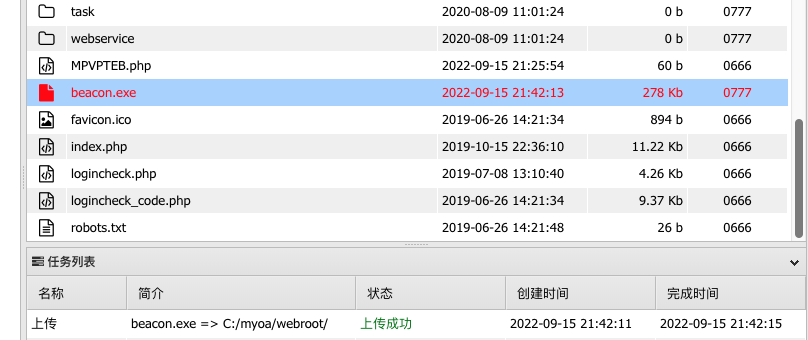 task 2020-08-09 11:01:24 0 b 0777
webservice 2020-08-09 11:01:24 0 b 0777
MPVPTEB.php 2022-09-15 21:25:54 60 b 0666
beacon.exe 2022-09-15 21:42:13 278 Kb 0777
favicon.ico 2019-06-26 14:21:34 894 b 0666
index.php 2019-10-15 22:36:10 11.22 Kb 0666
logincheck.php 2019-07-08 13:10:40 4.26 Kb 0666
logincheck_code.php 2019-06-26 14:21:34 9.37 Kb 0666
robots.txt 2019-06-26 14:21:48 26 b 0666
任务列表
名称 简介 状态 创建时间 完成时间
上传 beacon.exe => C:/myoa/webroot/ 上传成功 2022-09-15 21:42:11 2022-09-15 21:42:15